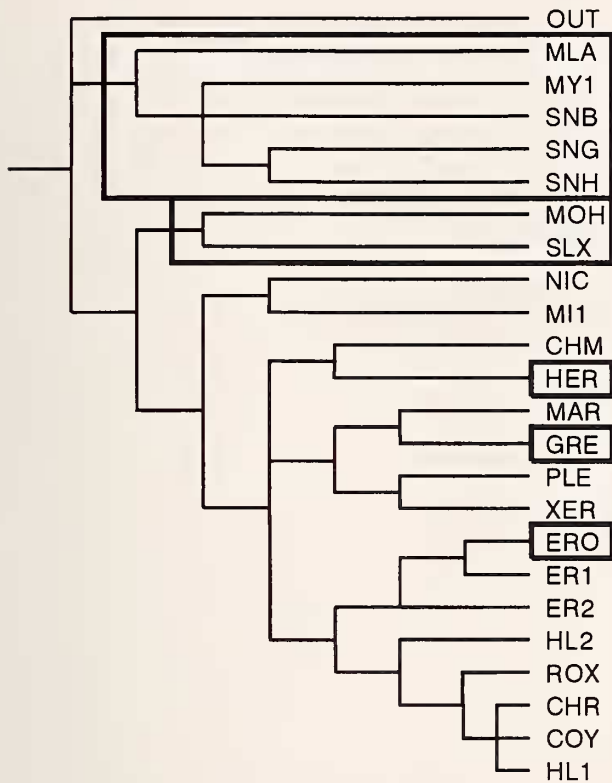 OUT
MLA
MY1
SNB
SNG
SNH
MOH
SLX
NIC
MI1
CHM
HER
MAR
GRE
PLE
XER
ERO
ER1
ER2
HL2
ROX
CHR
COY
HL1